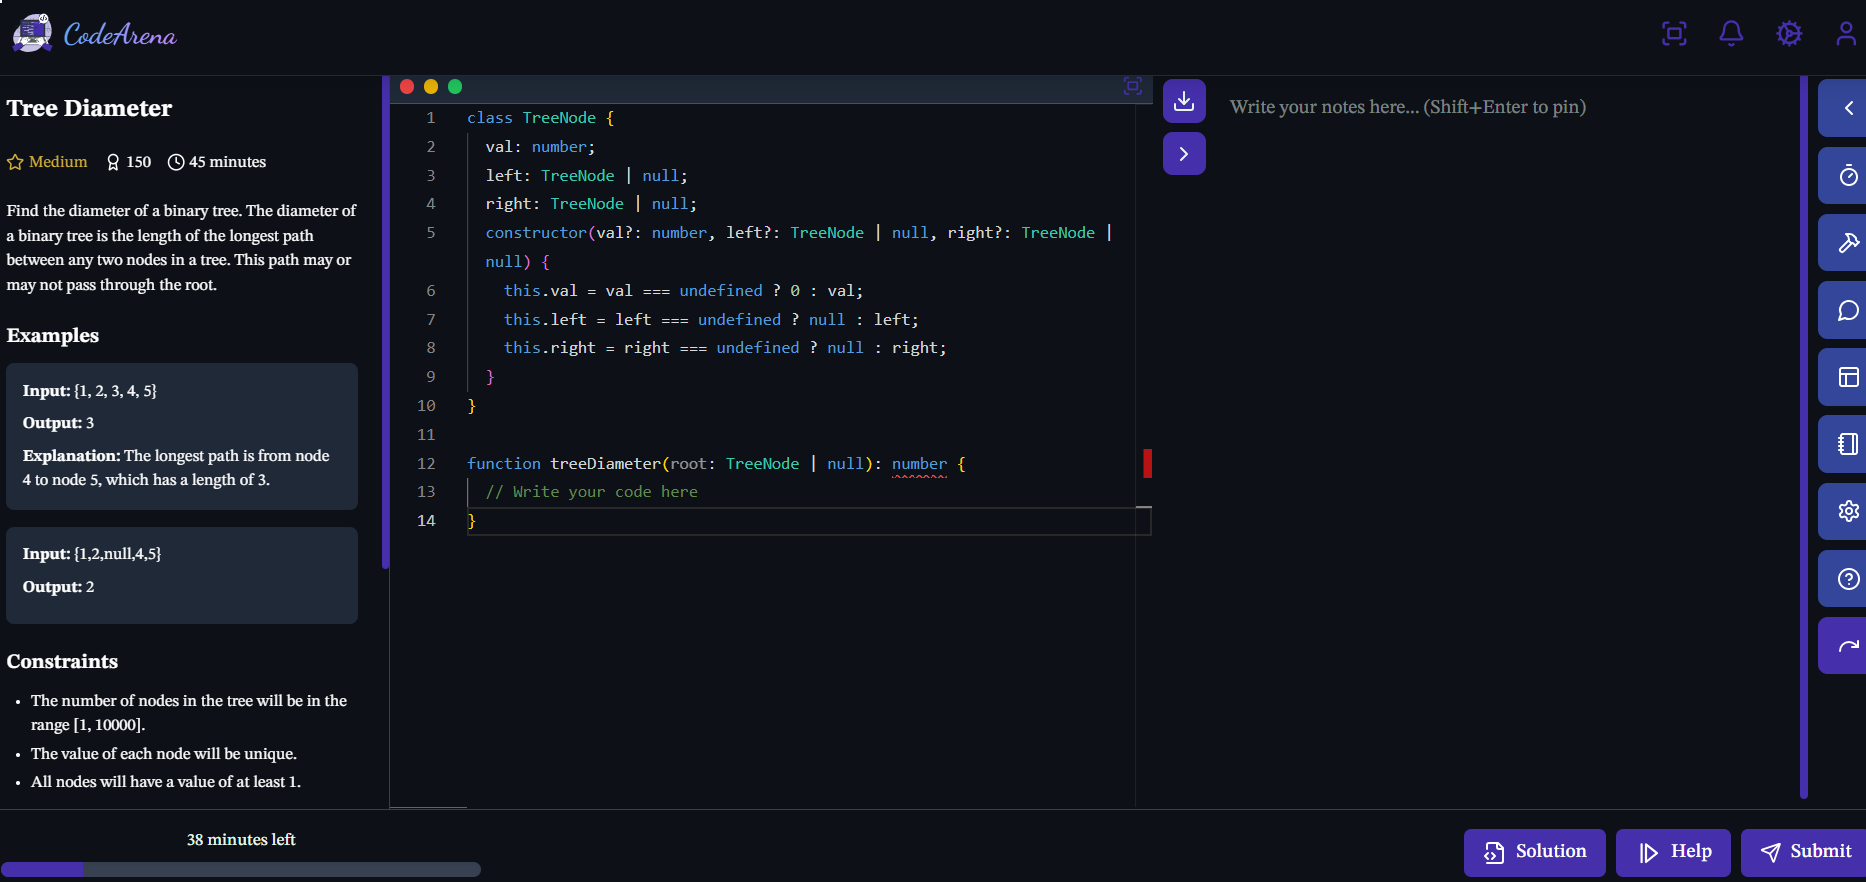 CodeArena
Tree Diameter
Medium 150 45 minutes
Find the diameter of a binary tree. The diameter of
a binary tree is the length of the longest path
between any two nodes in a tree. This path may or
may not pass through the root.
Examples
Input: {1, 2, 3, 4, 5}
Output: 3
Explanation: The longest path is from node
4 to node 5, which has a length of 3.
Input: {1,2,null,4,5}
Output: 2
Constraints
• The number of nodes in the tree will be in the
range [1, 10000].
• The value of each node will be unique.
• All nodes will have a value of at least 1.
38 minutes left
1 class TreeNode {
2 val: number;
3 left: TreeNode | null;
4 right: TreeNode | null;
5 constructor(val?: number, left?: TreeNode | null, right?: TreeNode |
null) {
6 this.val = val === undefined ? 0 : val;
7 this.left = left === undefined ? null : left;
8 this.right = right === undefined ? null : right;
9 }
10 }
11
12 function treeDiameter(root: TreeNode | null): number {
13 // Write your code here
14 }
Write your notes here... (Shift+Enter to pin)
Solution
Help
Submit